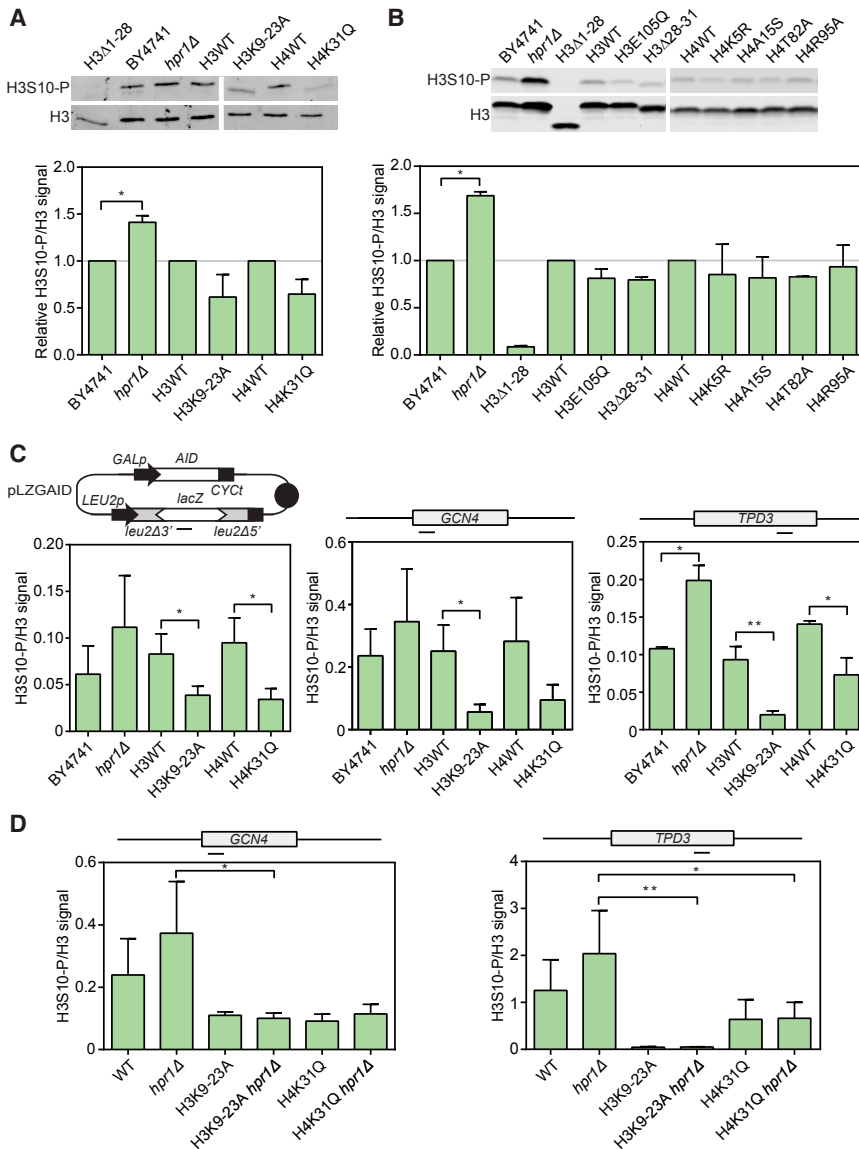 A
H3Δ1-28
BY4741
hpr1Δ
H3WT
H3K9-23A
H4WT
H4K31Q
H3S10-P
H3
Relative H3S10-P/H3 signal
2.0
1.5
1.0
0.5
0.0
*
BY4741
hpr1Δ
H3WT
H3K9-23A
H4WT
H4K31Q
B
BY4741
hpr1Δ
H3Δ1-28
H3WT
H3E105Q
H3Δ28-31
H4WT
H4K5R
H4A15S
H4T82A
H4R95A
H3S10-P
H3
Relative H3S10-P/H3 signal
2.0
1.5
1.0
0.5
0.0
*
BY4741
hpr1Δ
H3Δ1-28
H3WT
H3E105Q
H3Δ28-31
H4WT
H4K5R
H4A15S
H4T82A
H4R95A
C
pLZGAID
GALp
AID
CYCt
LEU2p
lacZ
leu2Δ3'
leu2Δ5'
H3S10-P/H3 signal
0.20
0.15
0.10
0.05
0
*
*
BY4741
hpr1Δ
H3WT
H3K9-23A
H4WT
H4K31Q
GCN4
H3S10-P/H3 signal
0.6
0.4
0.2
0
*
BY4741
hpr1Δ
H3WT
H3K9-23A
H4WT
H4K31Q
TPD3
H3S10-P/H3 signal
0.25
0.20
0.15
0.10
0.05
0
*
**
*
BY4741
hpr1Δ
H3WT
H3K9-23A
H4WT
H4K31Q
D
GCN4
H3S10-P/H3 signal
0.6
0.4
0.2
0
*
WT
hpr1Δ
H3K9-23A
H3K9-23A hpr1Δ
H4K31Q
H4K31Q hpr1Δ
TPD3
H3S10-P/H3 signal
4
3
2
1
0
*
**
WT
hpr1Δ
H3K9-23A
H3K9-23A hpr1Δ
H4K31Q
H4K31Q hpr1Δ